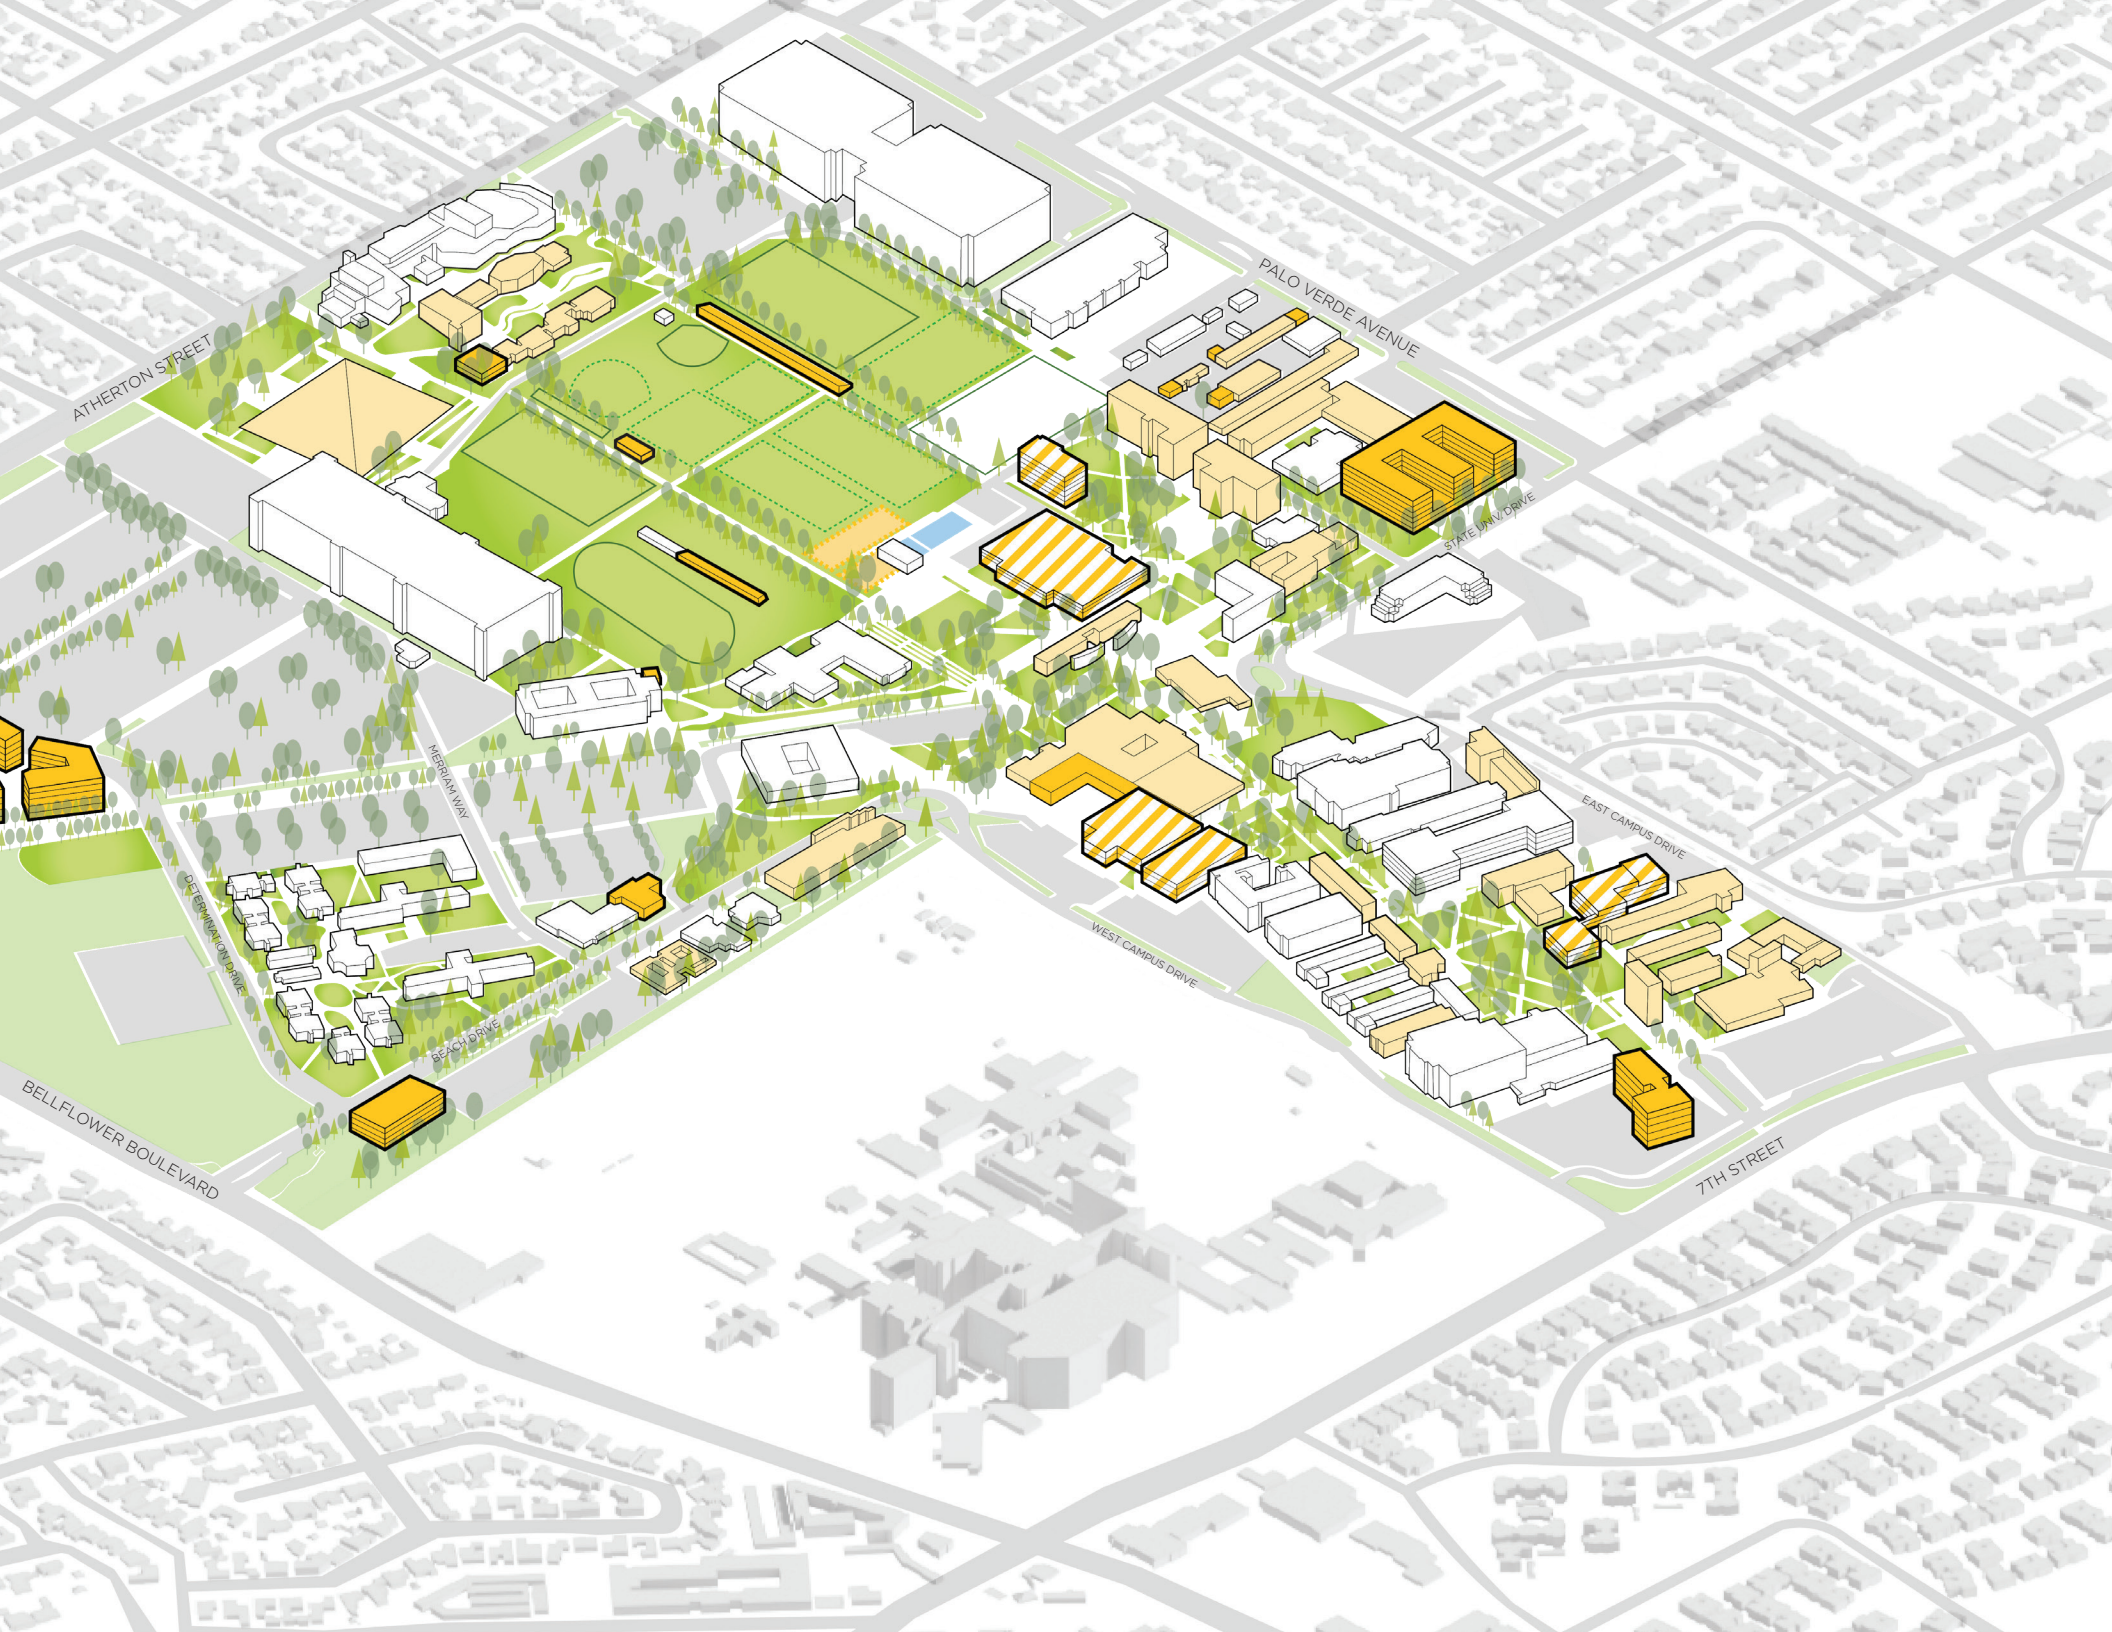 PALO VERDE AVENUE
ATHERTON STREET
STATE UNIV. DRIVE
MERRIAM WAY
EAST CAMPUS DRIVE
DETERMINATION DRIVE
WEST CAMPUS DRIVE
BEACH DRIVE
BELLFLOWER BOULEVARD
7TH STREET